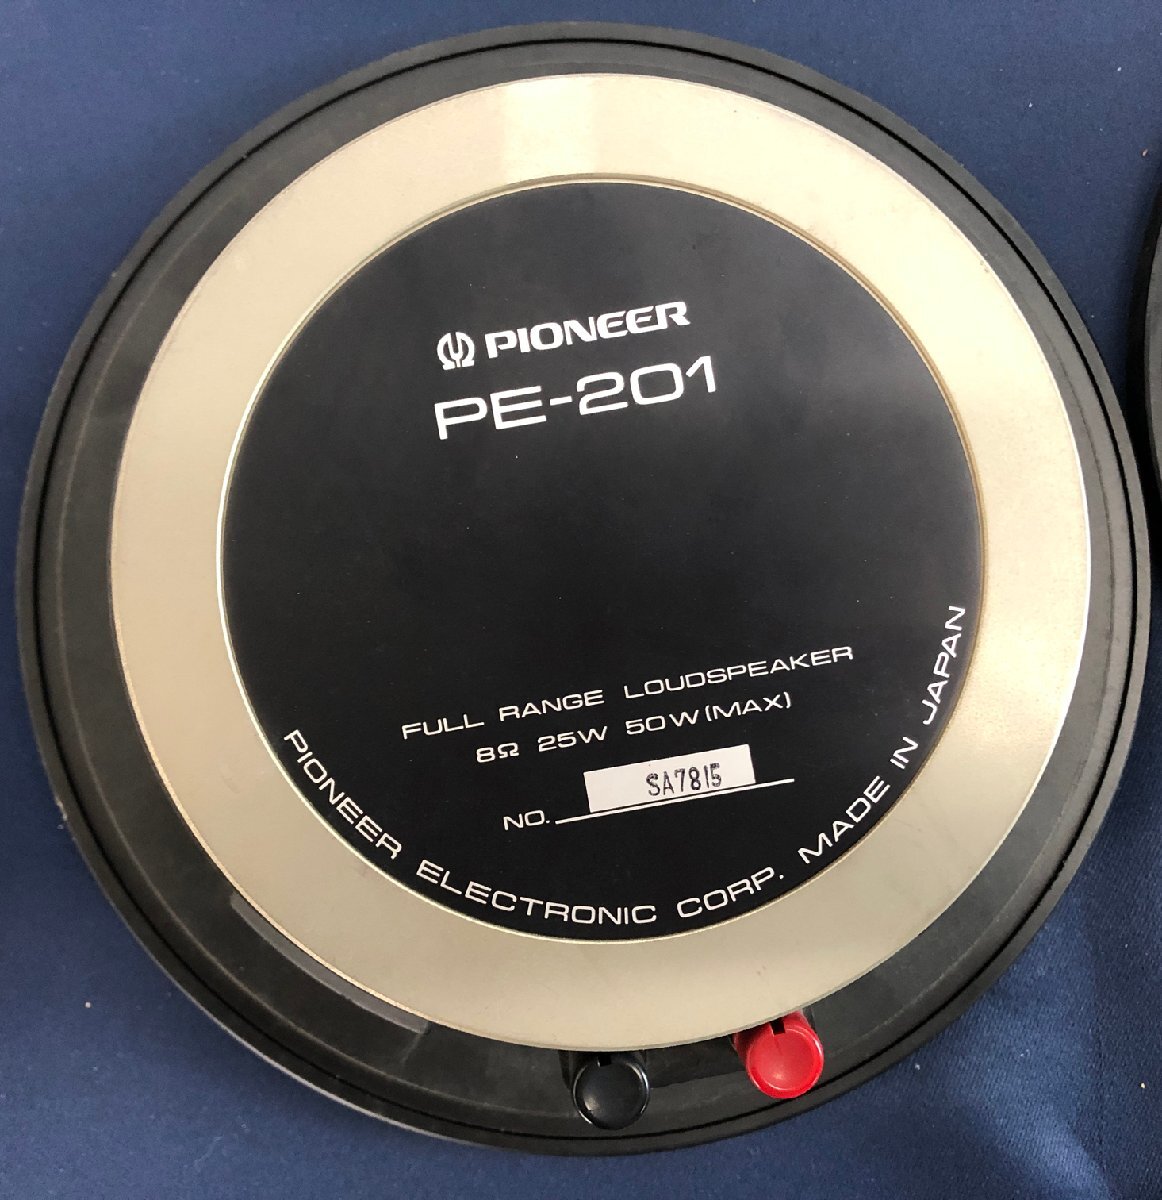 PIONEER
PE-201
FULL RANGE LOUDSPEAKER
8Ω 25W 50W(MAX)
NO. SA7815
PIONEER ELECTRONIC CORP. MADE IN JAPAN